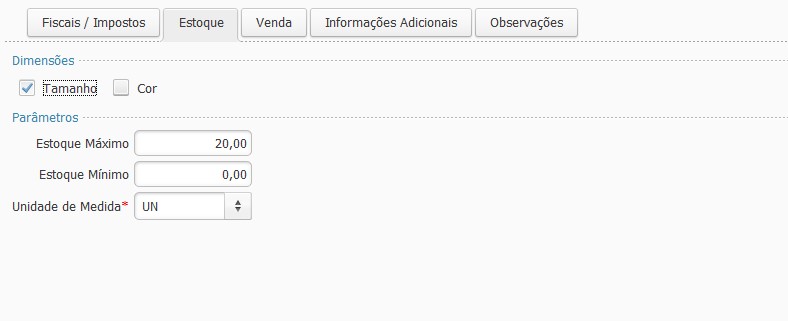 Fiscais / Impostos Estoque Venda Informações Adicionais Observações
Dimensões
Tamanho Cor
Parâmetros
Estoque Máximo 20,00
Estoque Mínimo 0,00
Unidade de Medida* UN